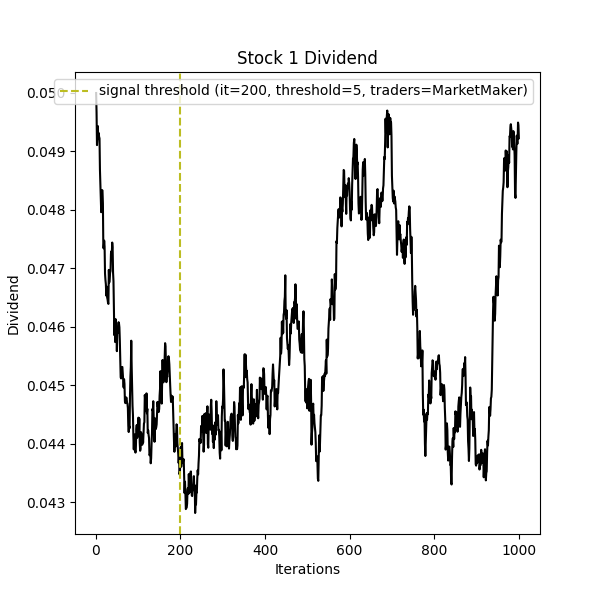 Stock 1 Dividend
signal threshold (it=200, threshold=5, traders=MarketMaker)
0.050
0.049
0.048
0.047
0.046
0.045
0.044
0.043
Dividend
0 200 400 600 800 1000
Iterations